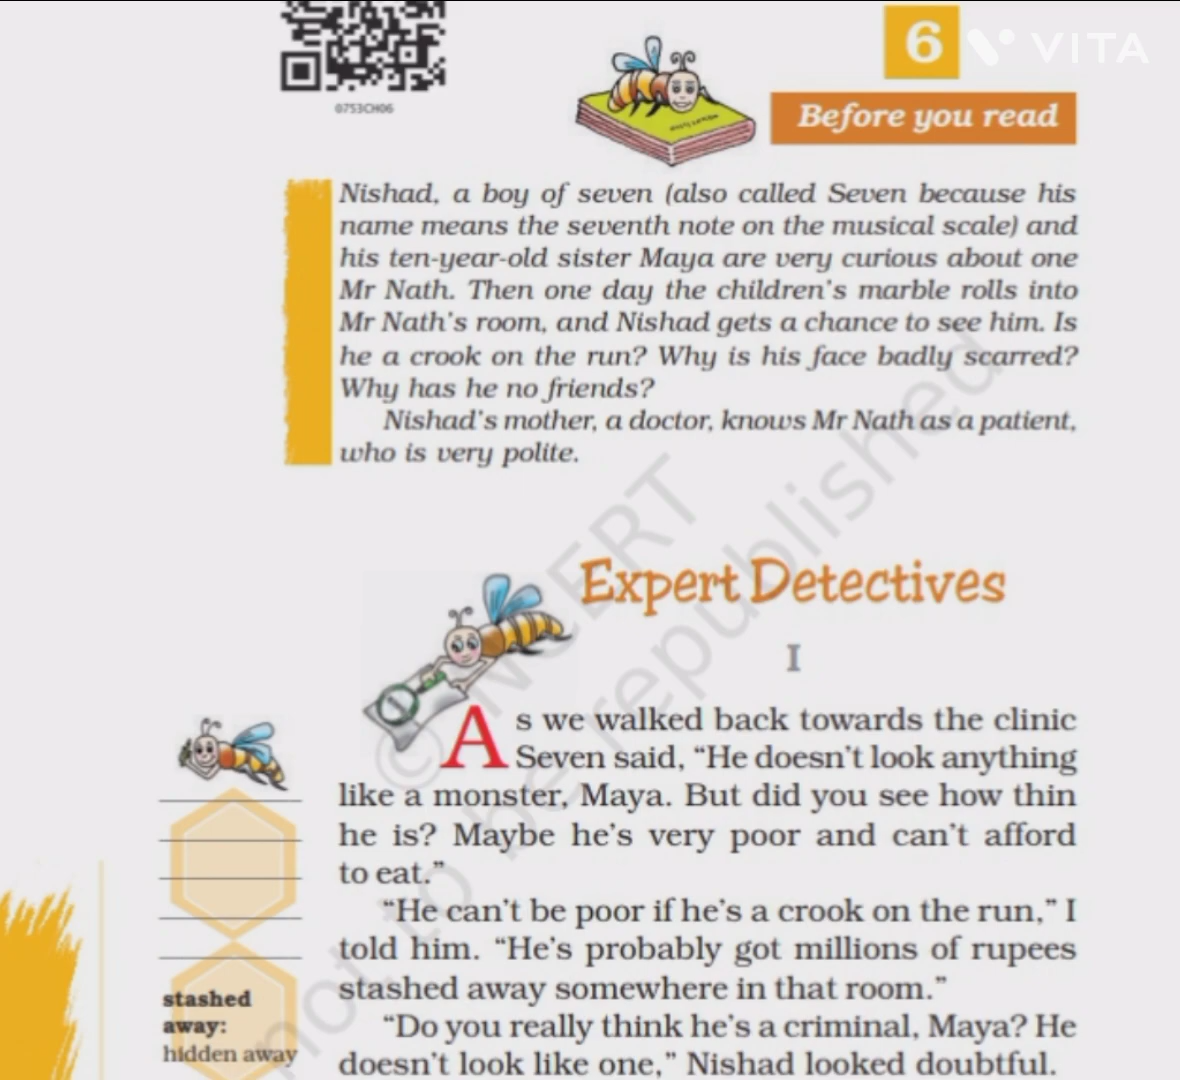 6
VITA
0753CH06
Before you read
Nishad, a boy of seven (also called Seven because his
name means the seventh note on the musical scale) and
his ten-year-old sister Maya are very curious about one
Mr Nath. Then one day the children's marble rolls into
Mr Nath's room, and Nishad gets a chance to see him. Is
he a crook on the run? Why is his face badly scarred?
Why has he no friends?
Nishad's mother, a doctor, knows Mr Nath as a patient,
who is very polite.
Expert Detectives
I
As we walked back towards the clinic
Seven said, “He doesn't look anything
like a monster, Maya. But did you see how thin
he is? Maybe he's very poor and can't afford
to eat.”
“He can't be poor if he's a crook on the run,” I
told him. “He's probably got millions of rupees
stashed away somewhere in that room.”
“Do you really think he's a criminal, Maya? He
doesn't look like one,” Nishad looked doubtful.
stashed
away:
hidden away
© NCERT
not to be republished